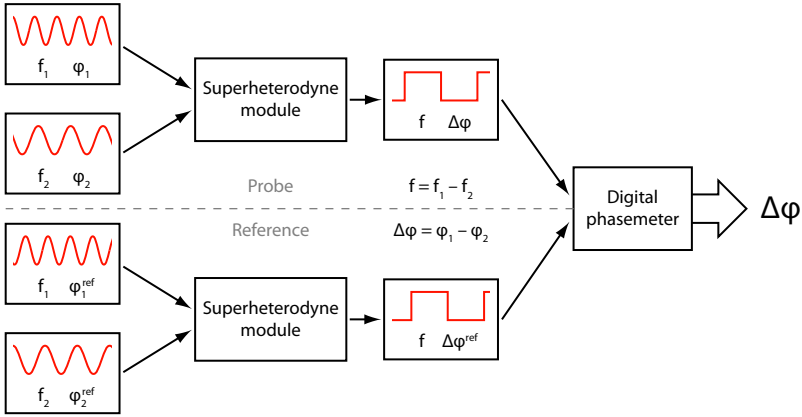 f₁ φ₁
f₂ φ₂
Superheterodyne
module
f Δφ
Probe
f = f₁ – f₂
Reference
Δφ = φ₁ – φ₂
Digital
phasemeter
Δφ
f₁ φ₁ʳᵉᶠ
f₂ φ₂ʳᵉᶠ
Superheterodyne
module
f Δφʳᵉᶠ